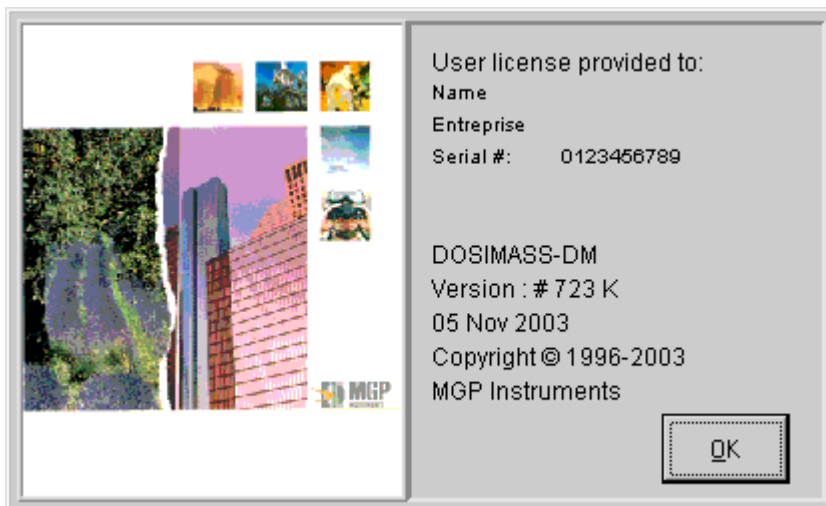 User license provided to:
Name
Entreprise
Serial #: 0123456789
DOSIMASS-DM
Version : # 723 K
05 Nov 2003
Copyright © 1996-2003
MGP Instruments
OK
MGP